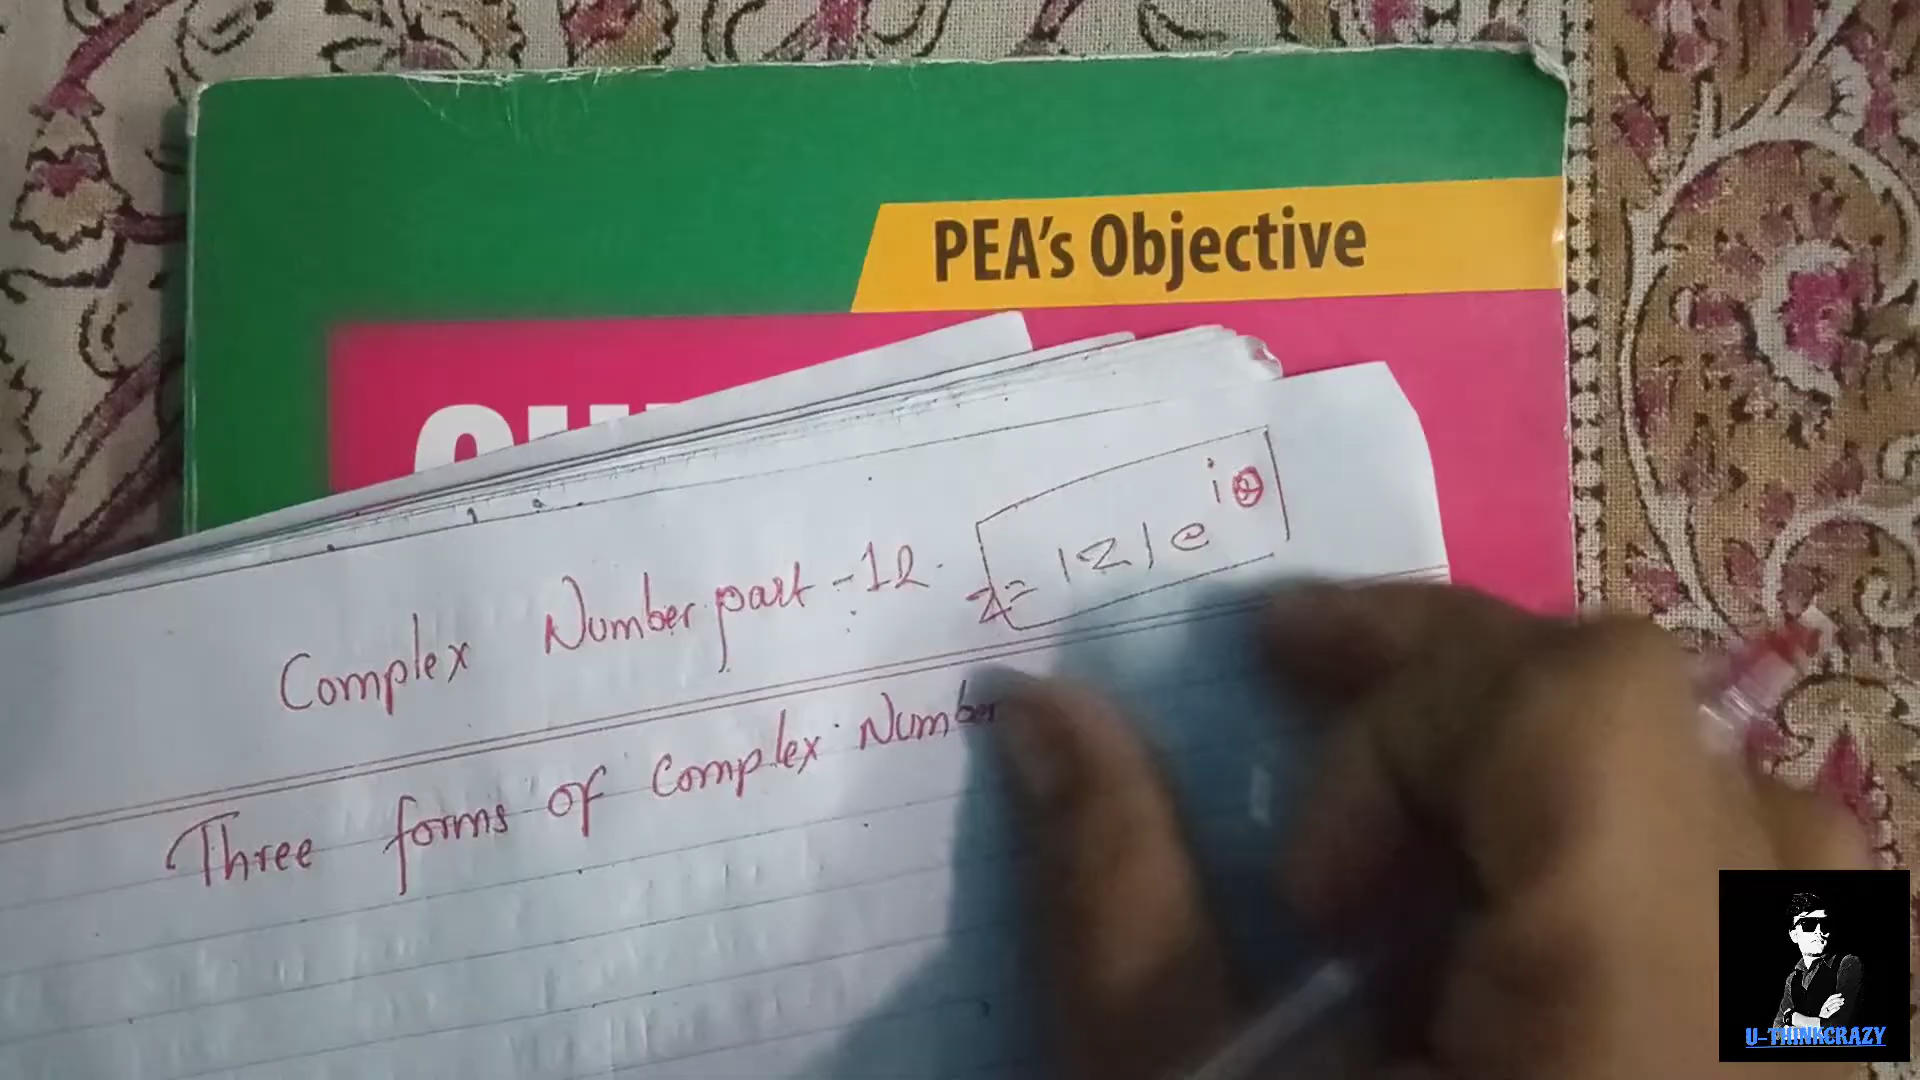 PEA's Objective
Complex Number part - 12.
z = |z| e^{iθ}
Three forms of Complex Number
U-THINKCRAZY